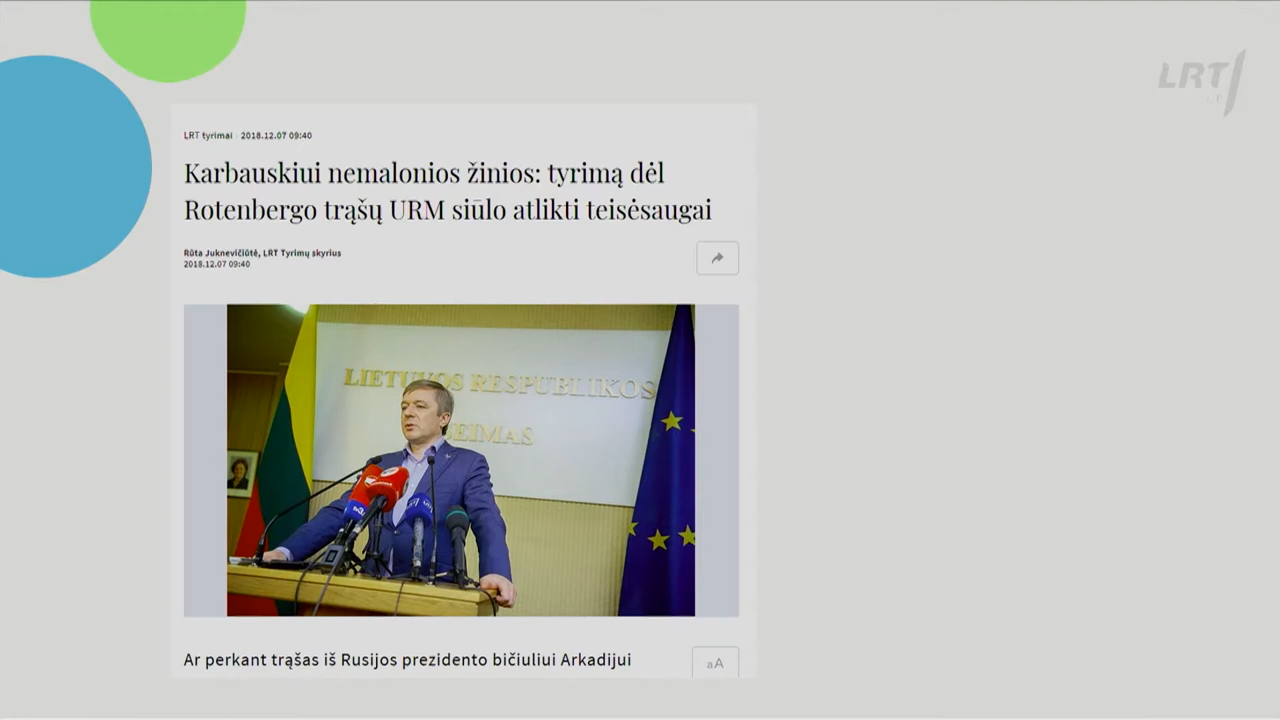 LRT
LRT tyrimai 2018.12.07 09:40
Karbauskiui nemalonios žinios: tyrimą dėl
Rotenbergo trąšų URM siūlo atlikti teisėsaugai
Rūta Juknevičiūtė, LRT Tyrimų skyrius
2018.12.07 09:40
LIETUVOS RESPUBLIKOS
SEIMAS
Ar perkant trąšas iš Rusijos prezidento bičiuliui Arkadijui
aA